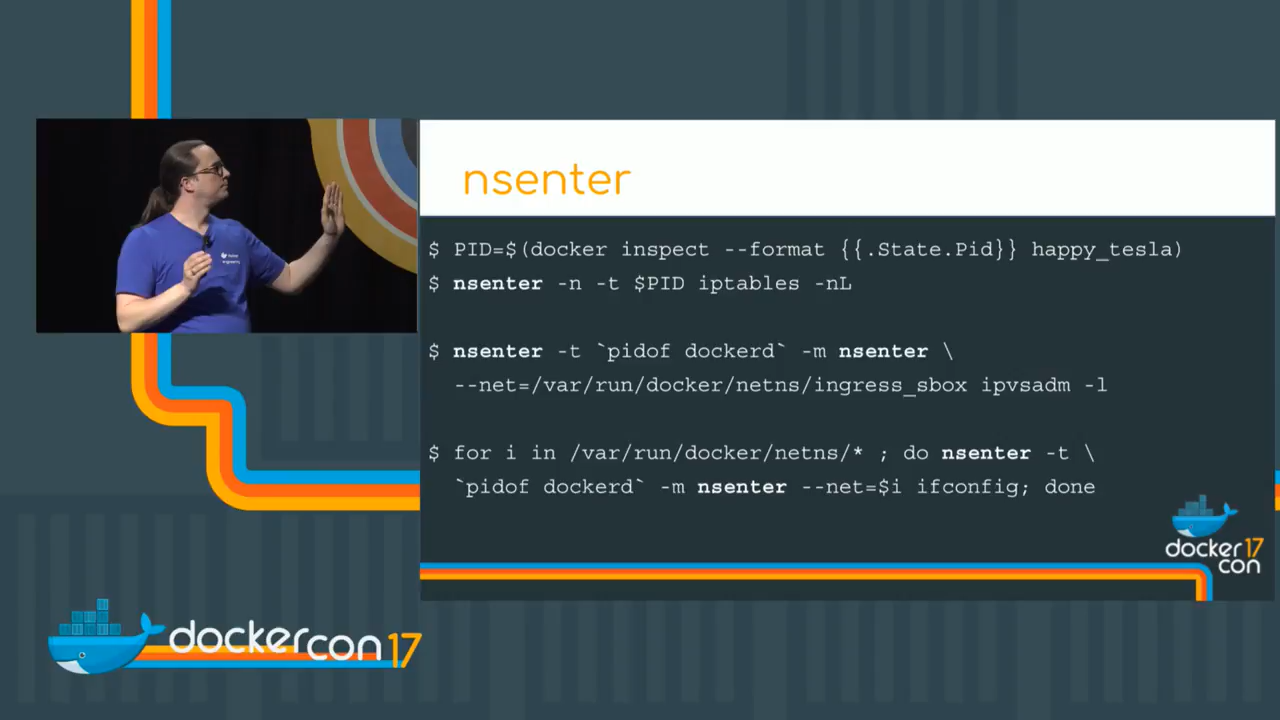 nsenter
$ PID=$(docker inspect --format {{.State.Pid}} happy_tesla)
$ nsenter -n -t $PID iptables -nL
$ nsenter -t `pidof dockerd` -m nsenter \
--net=/var/run/docker/netns/ingress_sbox ipvsadm -l
$ for i in /var/run/docker/netns/* ; do nsenter -t \
`pidof dockerd` -m nsenter --net=$i ifconfig; done
docker 17
con
dockercon 17